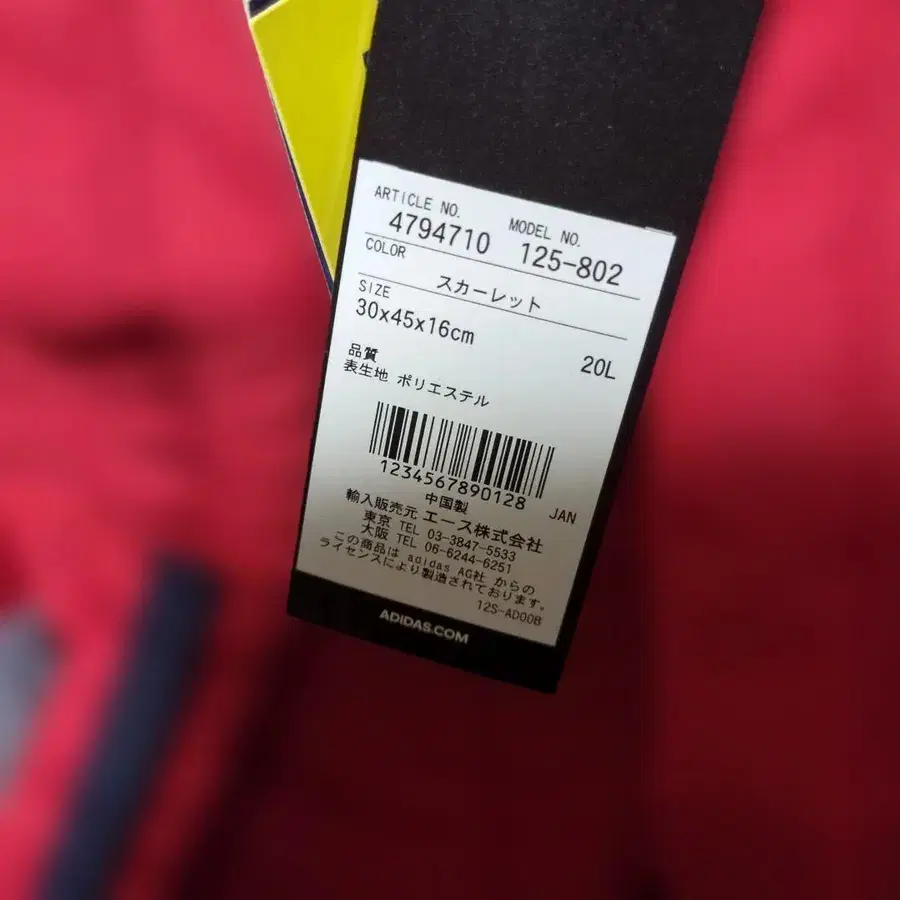 ARTICLE NO. MODEL NO.
4794710 125-802
COLOR
スカーレット
SIZE
30x45x16cm
20L
品質
表生地 ポリエステル
1234567890128 JAN
中国製
輸入販売元 エース株式会社
東京 TEL 03-3847-5533
大阪 TEL 06-6244-6251
この商品は adidas AG社 からの
ライセンスにより製造されております。
12S-AD00B
ADIDAS.COM